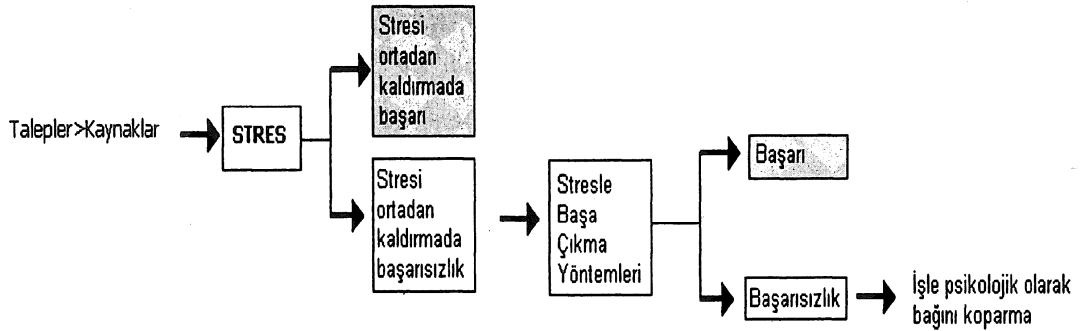 Talepler>Kaynaklar
STRES
Stresi
ortadan
kaldırmada
başarı
Stresi
ortadan
kaldırmada
başarısızlık
Stresle
Başa
Çıkma
Yöntemleri
Başarı
Başarısızlık
İşle psikolojik olarak
bağını koparma